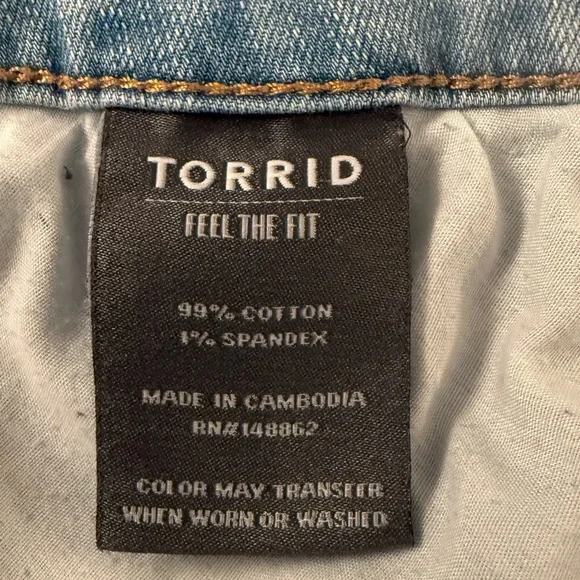 TORRID
FEEL THE FIT
99% COTTON
1% SPANDEX
MADE IN CAMBODIA
RN#148862
COLOR MAY TRANSFER
WHEN WORN OR WASHED